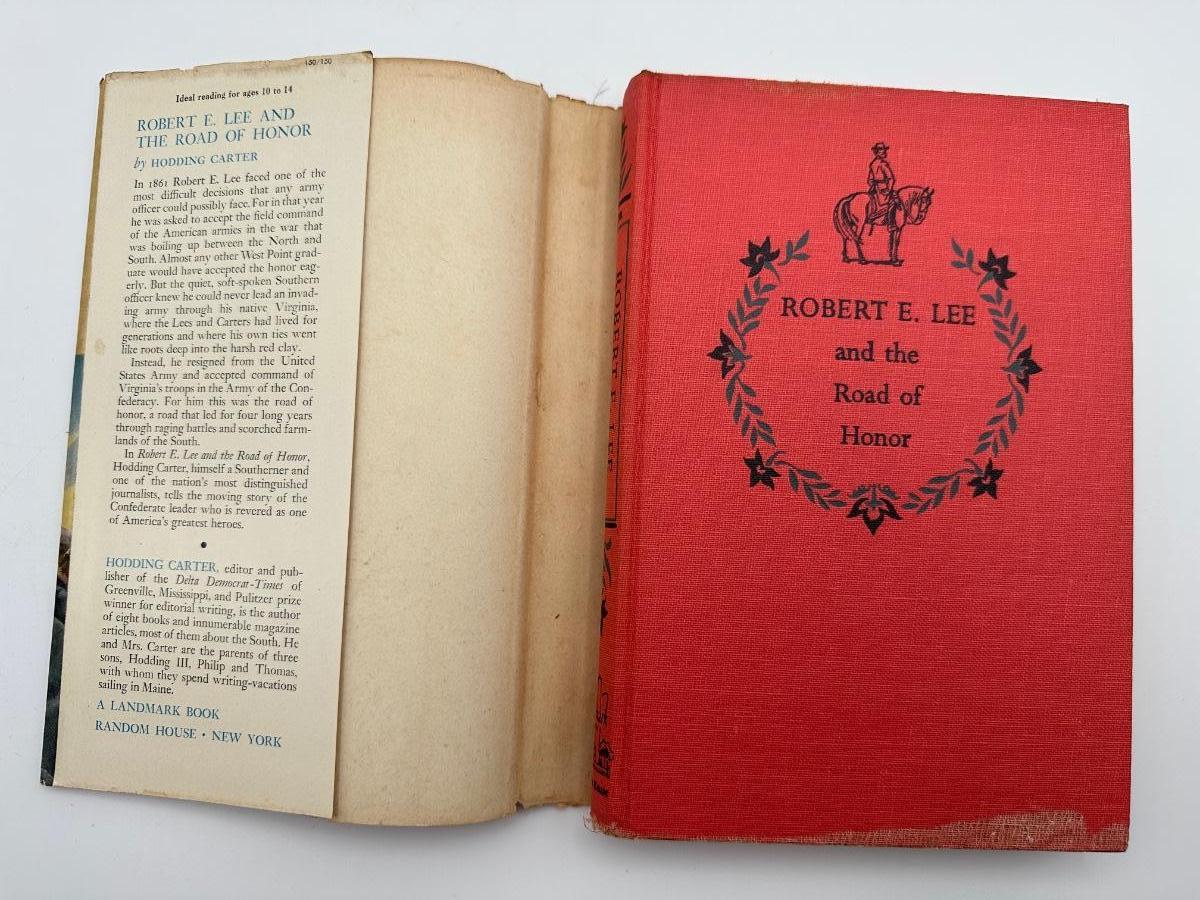 150/150
Ideal reading for ages 10 to 14
ROBERT E. LEE AND
THE ROAD OF HONOR
by HODDING CARTER
In 1861 Robert E. Lee faced one of the
most difficult decisions that any army
officer could possibly face. For in that year
he was asked to accept the field command
of the American armies in the war that
was boiling up between the North and
South. Almost any other West Point grad-
uate would have accepted the honor eag-
erly. But the quiet, soft-spoken Southern
officer knew he could never lead an invad-
ing army through his native Virginia,
where the Lees and Carters had lived for
generations and where his own ties went
like roots deep into the harsh red clay.
Instead, he resigned from the United
States Army and accepted command of
Virginia's troops in the Army of the Con-
federacy. For him this was the road of
honor, a road that led for four long years
through raging battles and scorched farm-
lands of the South.
In Robert E. Lee and the Road of Honor,
Hodding Carter, himself a Southerner and
one of the nation's most distinguished
journalists, tells the moving story of the
Confederate leader who is revered as one
of America's greatest heroes.
HODDING CARTER, editor and pub-
lisher of the Delta Democrat-Times of
Greenville, Mississippi, and Pulitzer prize
winner for editorial writing, is the author
of eight books and innumerable magazine
articles, most of them about the South. He
and Mrs. Carter are the parents of three
sons, Hodding III, Philip and Thomas,
with whom they spend writing-vacations
sailing in Maine.
A LANDMARK BOOK
RANDOM HOUSE • NEW YORK
ROBERT E. LEE
ROBERT E. LEE
and the
Road of
Honor